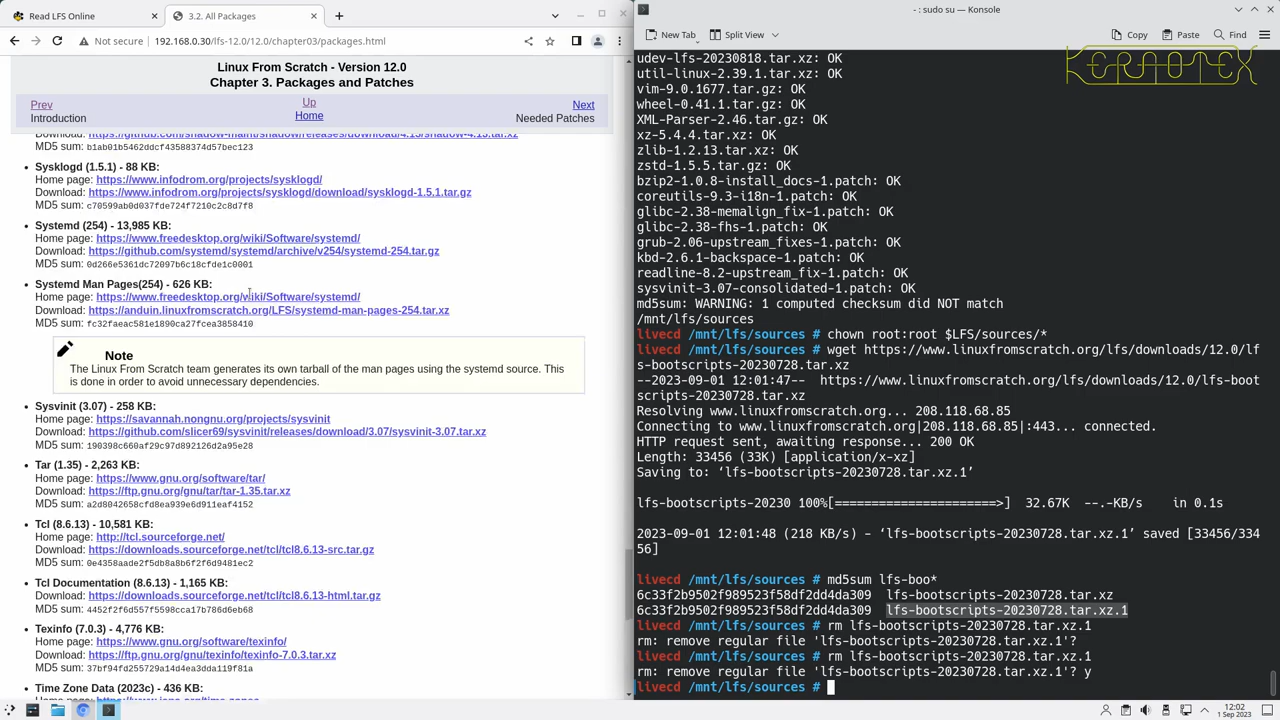 Read LFS Online
3.2. All Packages
Not secure
192.168.0.30/lfs-12.0/12.0/chapter03/packages.html
Linux From Scratch - Version 12.0
Chapter 3. Packages and Patches
Prev
Up
Next
Introduction
Home
Needed Patches
https://github.com/shadow-maint/shadow/releases/download/4.13/shadow-4.13.tar.xz
MD5 sum: b1ab01b5462ddcf43588374d57bec123
Sysklogd (1.5.1) - 88 KB:
Home page: https://www.infodrom.org/projects/sysklogd/
Download: https://www.infodrom.org/projects/sysklogd/download/sysklogd-1.5.1.tar.gz
MD5 sum: c70599ab0d037fde724f7210c2c8d7f8
Systemd (254) - 13,985 KB:
Home page: https://www.freedesktop.org/wiki/Software/systemd/
Download: https://github.com/systemd/systemd/archive/v254/systemd-254.tar.gz
MD5 sum: 0d266e5361dc72097b6c18cfde1c0001
Systemd Man Pages(254) - 626 KB:
Home page: https://www.freedesktop.org/wiki/Software/systemd/
Download: https://anduin.linuxfromscratch.org/LFS/systemd-man-pages-254.tar.xz
MD5 sum: fc32faeac581e1890ca27fcea3858410
Note
The Linux From Scratch team generates its own tarball of the man pages using the systemd source. This
is done in order to avoid unnecessary dependencies.
Sysvinit (3.07) - 258 KB:
Home page: https://savannah.nongnu.org/projects/sysvinit
Download: https://github.com/slicer69/sysvinit/releases/download/3.07/sysvinit-3.07.tar.xz
MD5 sum: 190398c660af29c97d892126d2a95e28
Tar (1.35) - 2,263 KB:
Home page: https://www.gnu.org/software/tar/
Download: https://ftp.gnu.org/gnu/tar/tar-1.35.tar.xz
MD5 sum: a2d8042658cfd8ea939e6d911eaf4152
Tcl (8.6.13) - 10,581 KB:
Home page: http://tcl.sourceforge.net/
Download: https://downloads.sourceforge.net/tcl/tcl8.6.13-src.tar.gz
MD5 sum: 0e4358aade2f5db8a8b6f2f6d9481ec2
Tcl Documentation (8.6.13) - 1,165 KB:
Download: https://downloads.sourceforge.net/tcl/tcl8.6.13-html.tar.gz
MD5 sum: 4452f2f6d557f5598cca17b786d6eb68
Texinfo (7.0.3) - 4,776 KB:
Home page: https://www.gnu.org/software/texinfo/
Download: https://ftp.gnu.org/gnu/texinfo/texinfo-7.0.3.tar.xz
MD5 sum: 37bf94fd255729a14d4ea3dda119f81a
Time Zone Data (2023c) - 436 KB:
- : sudo su — Konsole
New Tab
Split View
Copy
Paste
Find
KERNOTEX
udev-lfs-20230818.tar.xz: OK
util-linux-2.39.1.tar.xz: OK
vim-9.0.1677.tar.gz: OK
wheel-0.41.1.tar.gz: OK
XML-Parser-2.46.tar.gz: OK
xz-5.4.4.tar.xz: OK
zlib-1.2.13.tar.xz: OK
zstd-1.5.5.tar.gz: OK
bzip2-1.0.8-install_docs-1.patch: OK
coreutils-9.3-i18n-1.patch: OK
glibc-2.38-memalign_fix-1.patch: OK
glibc-2.38-fhs-1.patch: OK
grub-2.06-upstream_fixes-1.patch: OK
kbd-2.6.1-backspace-1.patch: OK
readline-8.2-upstream_fix-1.patch: OK
sysvinit-3.07-consolidated-1.patch: OK
md5sum: WARNING: 1 computed checksum did NOT match
/mnt/lfs/sources
livecd /mnt/lfs/sources # chown root:root $LFS/sources/*
livecd /mnt/lfs/sources # wget https://www.linuxfromscratch.org/lfs/downloads/12.0/lf
s-bootscripts-20230728.tar.xz
--2023-09-01 12:01:47--  https://www.linuxfromscratch.org/lfs/downloads/12.0/lfs-boot
scripts-20230728.tar.xz
Resolving www.linuxfromscratch.org... 208.118.68.85
Connecting to www.linuxfromscratch.org|208.118.68.85|:443... connected.
HTTP request sent, awaiting response... 200 OK
Length: 33456 (33K) [application/x-xz]
Saving to: ‘lfs-bootscripts-20230728.tar.xz.1’
lfs-bootscripts-20230 100%[======================>]  32.67K  --.-KB/s    in 0.1s
2023-09-01 12:01:48 (218 KB/s) – ‘lfs-bootscripts-20230728.tar.xz.1’ saved [33456/334
56]
livecd /mnt/lfs/sources # md5sum lfs-boo*
6c33f2b9502f989523f58df2dd4da309  lfs-bootscripts-20230728.tar.xz
6c33f2b9502f989523f58df2dd4da309  lfs-bootscripts-20230728.tar.xz.1
livecd /mnt/lfs/sources # rm lfs-bootscripts-20230728.tar.xz.1
rm: remove regular file 'lfs-bootscripts-20230728.tar.xz.1'?
livecd /mnt/lfs/sources # rm lfs-bootscripts-20230728.tar.xz.1
rm: remove regular file 'lfs-bootscripts-20230728.tar.xz.1'? y
livecd /mnt/lfs/sources #
12:02
1 Sep 2023